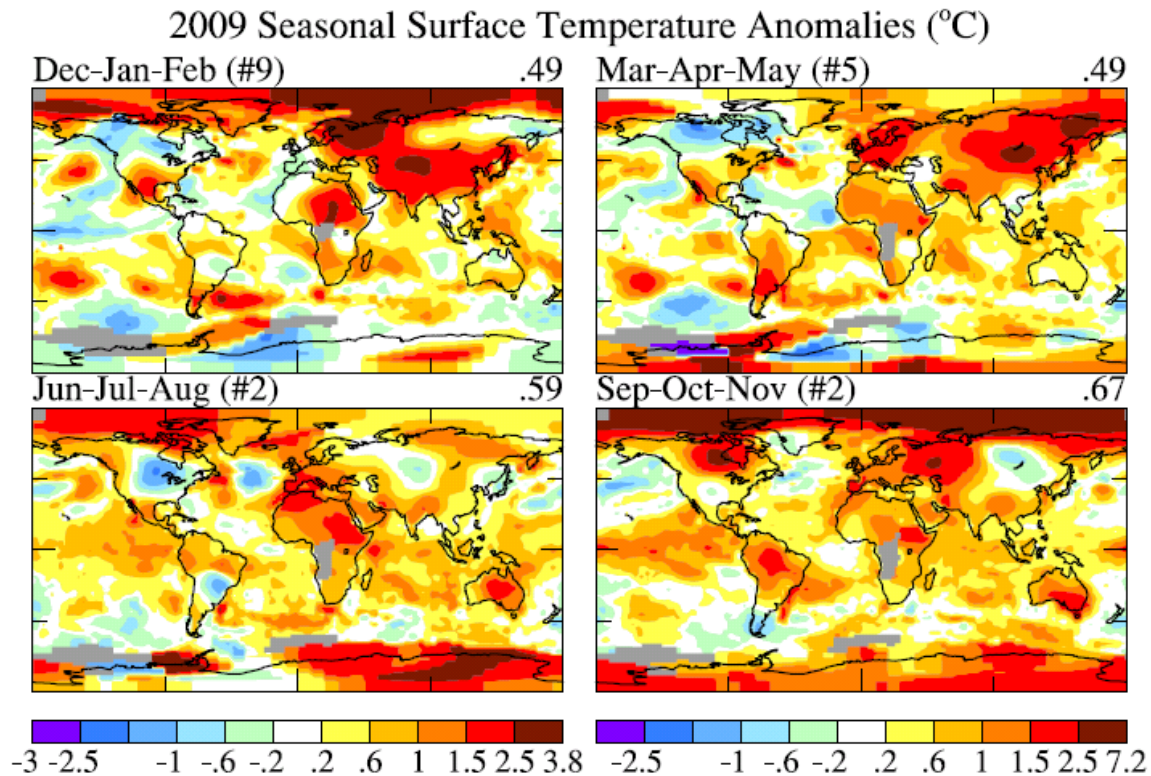 2009 Seasonal Surface Temperature Anomalies (°C)
Dec-Jan-Feb (#9) .49
Mar-Apr-May (#5) .49
Jun-Jul-Aug (#2) .59
Sep-Oct-Nov (#2) .67
-3 -2.5 -1 -.6 -.2 .2 .6 1 1.5 2.5 3.8
-2.5 -1 -.6 -.2 .2 .6 1 1.5 2.5 7.2